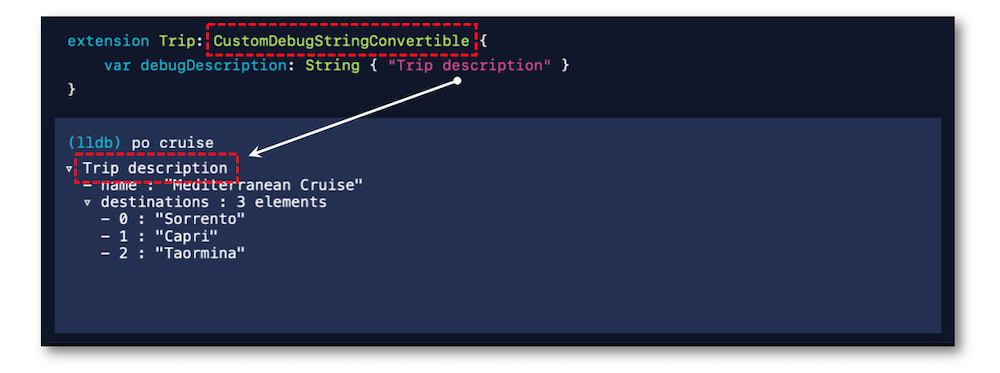 extension Trip: CustomDebugStringConvertible {
    var debugDescription: String { "Trip description" }
}
(lldb) po cruise
▿ Trip description
  – name : "Mediterranean Cruise"
  ▿ destinations : 3 elements
    – 0 : "Sorrento"
    – 1 : "Capri"
    – 2 : "Taormina"